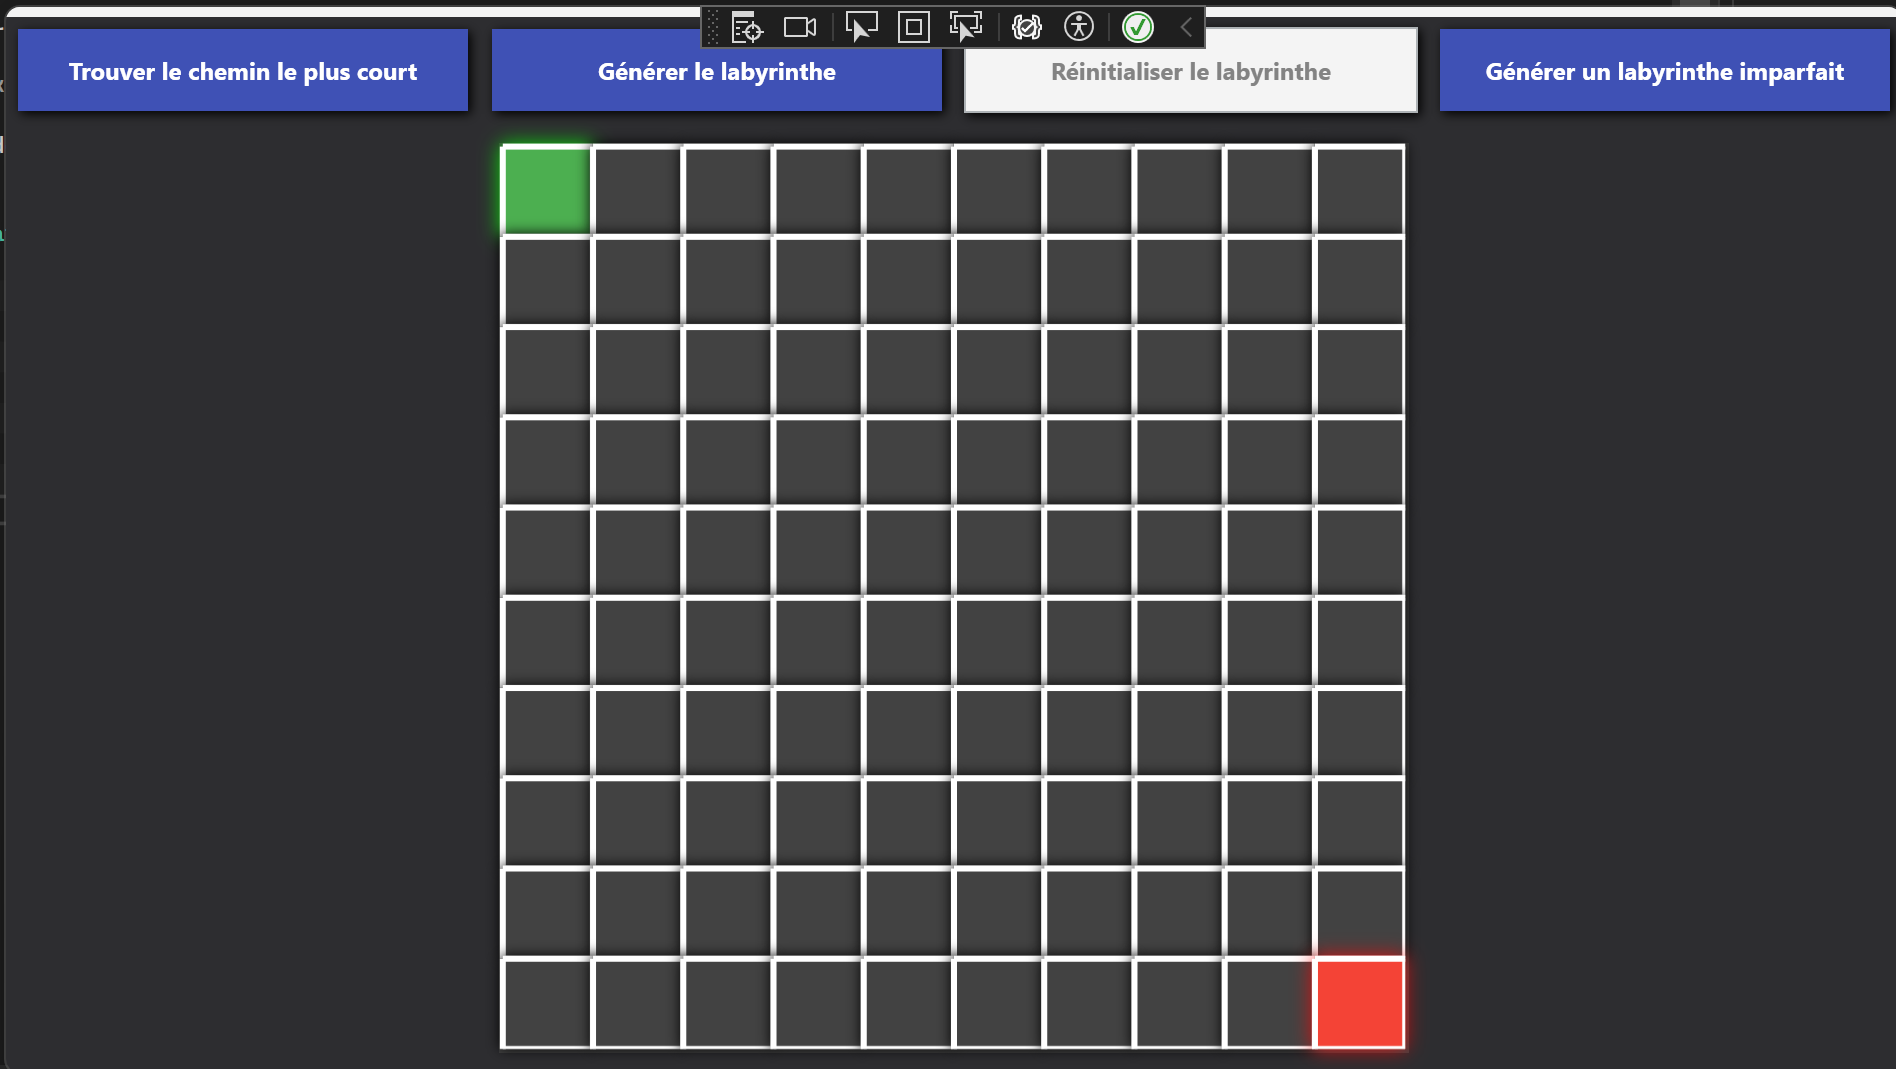 Trouver le chemin le plus court
Générer le labyrinthe
Réinitialiser le labyrinthe
Générer un labyrinthe imparfait